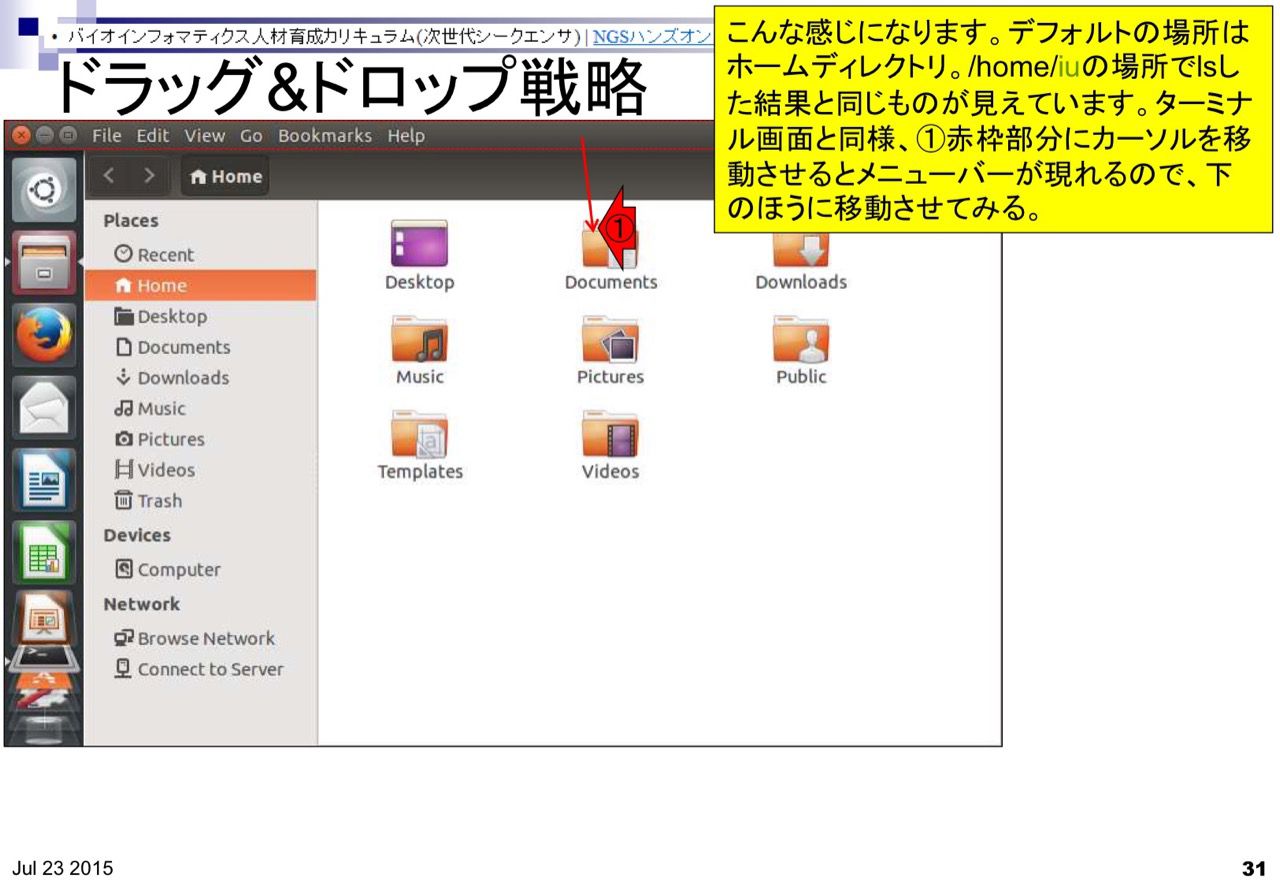 ・バイオインフォマティクス人材育成カリキュラム(次世代シークエンサ) | NGSハンズオン
ドラッグ&ドロップ戦略
こんな感じになります。デフォルトの場所は
ホームディレクトリ。/home/iuの場所でlsし
た結果と同じものが見えています。ターミナ
ル画面と同様、①赤枠部分にカーソルを移
動させるとメニューバーが現れるので、下
のほうに移動させてみる。
File Edit View Go Bookmarks Help
Home
Places
Recent
Home
Desktop
Documents
Downloads
Music
Pictures
Videos
Trash
Devices
Computer
Network
Browse Network
Connect to Server
①
Desktop Documents Downloads
Music Pictures Public
Templates Videos
Jul 23 2015
31